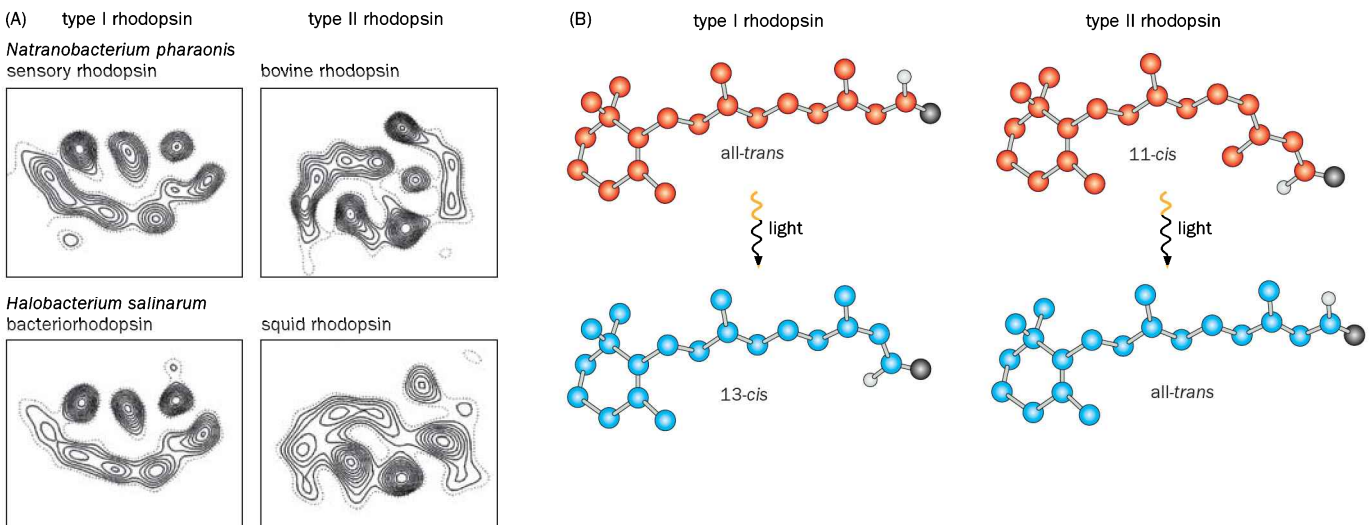 (A)
type I rhodopsin
type II rhodopsin
Natranobacterium pharaonis
sensory rhodopsin
bovine rhodopsin
Halobacterium salinarum
bacteriorhodopsin
squid rhodopsin
(B)
type I rhodopsin
type II rhodopsin
all-trans
11-cis
light
light
13-cis
all-trans